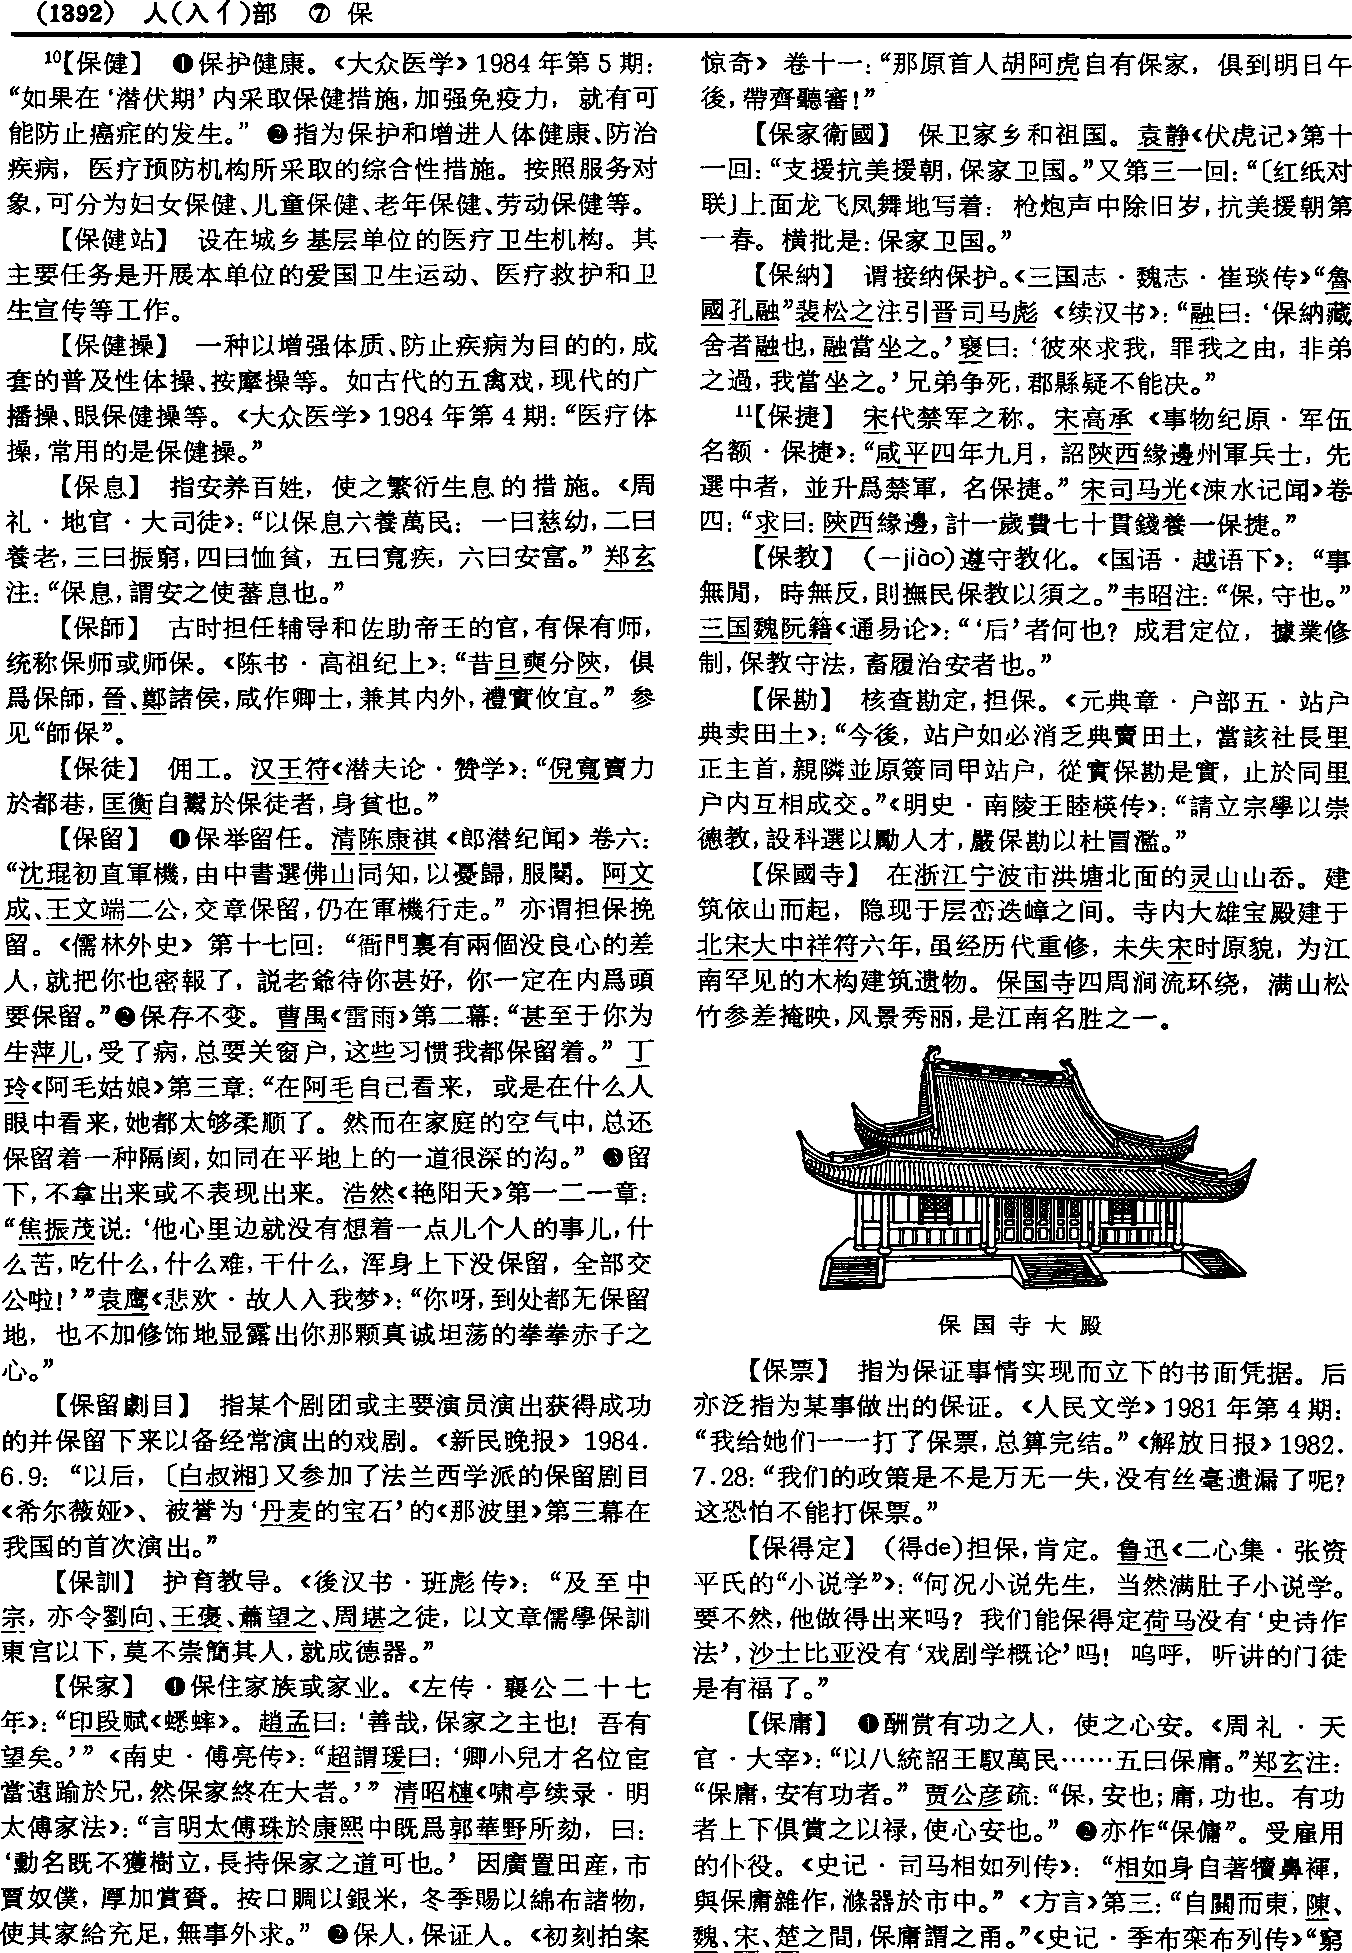 (1392) 人(入亻)部 ⑦ 保
¹⁰【保健】 ❶保护健康。《大众医学》1984年第5期：
“如果在‘潜伏期’内采取保健措施，加强免疫力，就有可
能防止癌症的发生。” ❷指为保护和增进人体健康、防治
疾病，医疗预防机构所采取的综合性措施。按照服务对
象，可分为妇女保健、儿童保健、老年保健、劳动保健等。
【保健站】 设在城乡基层单位的医疗卫生机构。其
主要任务是开展本单位的爱国卫生运动、医疗救护和卫
生宣传等工作。
【保健操】 一种以增强体质、防止疾病为目的的，成
套的普及性体操、按摩操等。如古代的五禽戏，现代的广
播操、眼保健操等。《大众医学》1984年第4期：“医疗体
操，常用的是保健操。”
【保息】 指安养百姓，使之繁衍生息的措施。《周
礼·地官·大司徒》：“以保息六養萬民：一曰慈幼，二曰
養老，三曰振窮，四曰恤貧，五曰寬疾，六曰安富。”郑玄
注：“保息，謂安之使蕃息也。”
【保師】 古时担任辅导和佐助帝王的官，有保有师，
统称保师或师保。《陈书·高祖纪上》：“昔旦奭分陝，俱
爲保師，晉、鄭諸侯，咸作卿士，兼其内外，禮實攸宜。” 参
见“師保”。
【保徒】 佣工。汉王符《潜夫论·赞学》：“倪寬賣力
於都巷，匡衡自鬻於保徒者，身貧也。”
【保留】 ❶保举留任。清陈康祺《郎潜纪闻》卷六：
“沈琨初直軍機，由中書選佛山同知，以憂歸，服闋。阿文
成、王文端二公，交章保留，仍在軍機行走。” 亦谓担保挽
留。《儒林外史》第十七回：“衙門裏有兩個没良心的差
人，就把你也密報了，説老爺待你甚好，你一定在内爲頭
要保留。”❷保存不变。曹禺《雷雨》第二幕：“甚至于你为
生萍儿，受了病，总要关窗户，这些习惯我都保留着。” 丁
玲《阿毛姑娘》第三章：“在阿毛自己看来，或是在什么人
眼中看来，她都太够柔顺了。然而在家庭的空气中，总还
保留着一种隔阂，如同在平地上的一道很深的沟。” ❸留
下，不拿出来或不表现出来。浩然《艳阳天》第一二一章：
“焦振茂说：‘他心里边就没有想着一点儿个人的事儿，什
么苦，吃什么，什么难，干什么，浑身上下没保留，全部交
公啦！’”袁鹰《悲欢·故人入我梦》：“你呀，到处都无保留
地，也不加修饰地显露出你那颗真诚坦荡的拳拳赤子之
心。”
【保留劇目】 指某个剧团或主要演员演出获得成功
的并保留下来以备经常演出的戏剧。《新民晚报》1984.
6.9：“以后，〔白叔湘〕又参加了法兰西学派的保留剧目
《希尔薇娅》、被誉为‘丹麦的宝石’的《那波里》第三幕在
我国的首次演出。”
【保訓】 护育教导。《後汉书·班彪传》：“及至中
宗，亦令劉向、王褒、蕭望之、周堪之徒，以文章儒學保訓
東宫以下，莫不崇簡其人，就成德器。”
【保家】 ❶保住家族或家业。《左传·襄公二十七
年》：“印段赋《蟋蟀》。趙孟曰：‘善哉，保家之主也！吾有
望矣。’”《南史·傅亮传》：“超謂瑗曰：‘卿小兒才名位宦
當遠踰於兄，然保家終在大者。’” 清昭槤《啸亭续录·明
太傅家法》：“言明太傅珠於康熙中既爲郭華野所劾，曰：
‘勳名既不獲樹立，長持保家之道可也。’因廣置田産，市
賈奴僕，厚加賞賚。按口賙以銀米，冬季賜以綿布諸物，
使其家給充足，無事外求。” ❷保人，保证人。《初刻拍案
惊奇》卷十一：“那原首人胡阿虎自有保家，俱到明日午
後，帶齊聽審！”
【保家衛國】 保卫家乡和祖国。袁静《伏虎记》第十
一回：“支援抗美援朝，保家卫国。”又第三一回：“〔红纸对
联〕上面龙飞凤舞地写着：枪炮声中除旧岁，抗美援朝第
一春。横批是：保家卫国。”
【保納】 谓接纳保护。《三国志·魏志·崔琰传》“魯
國孔融”裴松之注引晋司马彪《续汉书》：“融曰：‘保納藏
舍者融也，融當坐之。’褒曰：‘彼來求我，罪我之由，非弟
之過，我當坐之。’兄弟争死，郡縣疑不能决。”
¹¹【保捷】 宋代禁军之称。宋高承《事物纪原·军伍
名额·保捷》：“咸平四年九月，詔陝西緣邊州軍兵士，先
選中者，並升爲禁軍，名保捷。”宋司马光《涑水记闻》卷
四：“求曰：陝西緣邊，計一歲費七十貫錢養一保捷。”
【保教】 (—jiào)遵守教化。《国语·越语下》：“事
無閒，時無反，則撫民保教以須之。”韦昭注：“保，守也。”
三国魏阮籍《通易论》：“‘后’者何也？成君定位，據業修
制，保教守法，畜履治安者也。”
【保勘】 核查勘定，担保。《元典章·户部五·站户
典卖田土》：“今後，站户如必消乏典賣田土，當該社長里
正主首，親隣並原簽同甲站户，從實保勘是實，止於同里
户内互相成交。”《明史·南陵王睦楧传》：“請立宗學以崇
德教，設科選以勵人才，嚴保勘以杜冒濫。”
【保國寺】 在浙江宁波市洪塘北面的灵山山岙。建
筑依山而起，隐现于层峦迭嶂之间。寺内大雄宝殿建于
北宋大中祥符六年，虽经历代重修，未失宋时原貌，为江
南罕见的木构建筑遗物。保国寺四周涧流环绕，满山松
竹参差掩映，风景秀丽，是江南名胜之一。
保国寺大殿
【保票】 指为保证事情实现而立下的书面凭据。后
亦泛指为某事做出的保证。《人民文学》1981年第4期：
“我给她们一一打了保票，总算完结。”《解放日报》1982.
7.28：“我们的政策是不是万无一失，没有丝毫遗漏了呢？
这恐怕不能打保票。”
【保得定】 (得de)担保，肯定。鲁迅《二心集·张资
平氏的“小说学”》：“何况小说先生，当然满肚子小说学。
要不然，他做得出来吗？我们能保得定荷马没有‘史诗作
法’，沙士比亚没有‘戏剧学概论’吗！呜呼，听讲的门徒
是有福了。”
【保庸】 ❶酬赏有功之人，使之心安。《周礼·天
官·大宰》：“以八統詔王馭萬民……五曰保庸。”郑玄注：
“保庸，安有功者。” 贾公彦疏：“保，安也；庸，功也。有功
者上下俱賞之以禄，使心安也。” ❷亦作“保傭”。受雇用
的仆役。《史记·司马相如列传》：“相如身自著犢鼻褌，
與保庸雜作，滌器於市中。”《方言》第三：“自關而東，陳、
魏、宋、楚之間，保庸謂之甬。”《史记·季布栾布列传》“窮